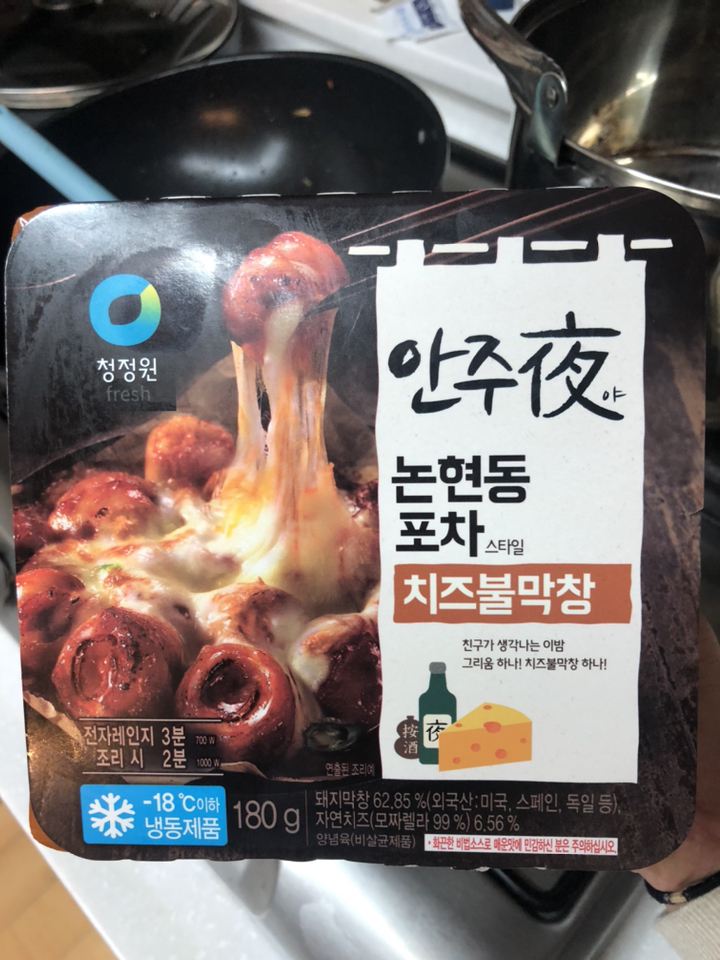 청정원
fresh
안주夜야
논현동
포차 스타일
치즈불막창
친구가 생각나는 이밤
그리움 하나! 치즈불막창 하나!
按酒
夜
전자레인지 3분 700 W
조리 시 2분 1000 W
연출된 조리예
-18 ℃ 이하
냉동제품
180 g
돼지막창 62.85 %(외국산:미국, 스페인, 독일 등),
자연치즈(모짜렐라 99 %) 6.56 %
양념육(비살균제품)
• 화끈한 비법소스로 매운맛에 민감하신 분은 주의하십시오.